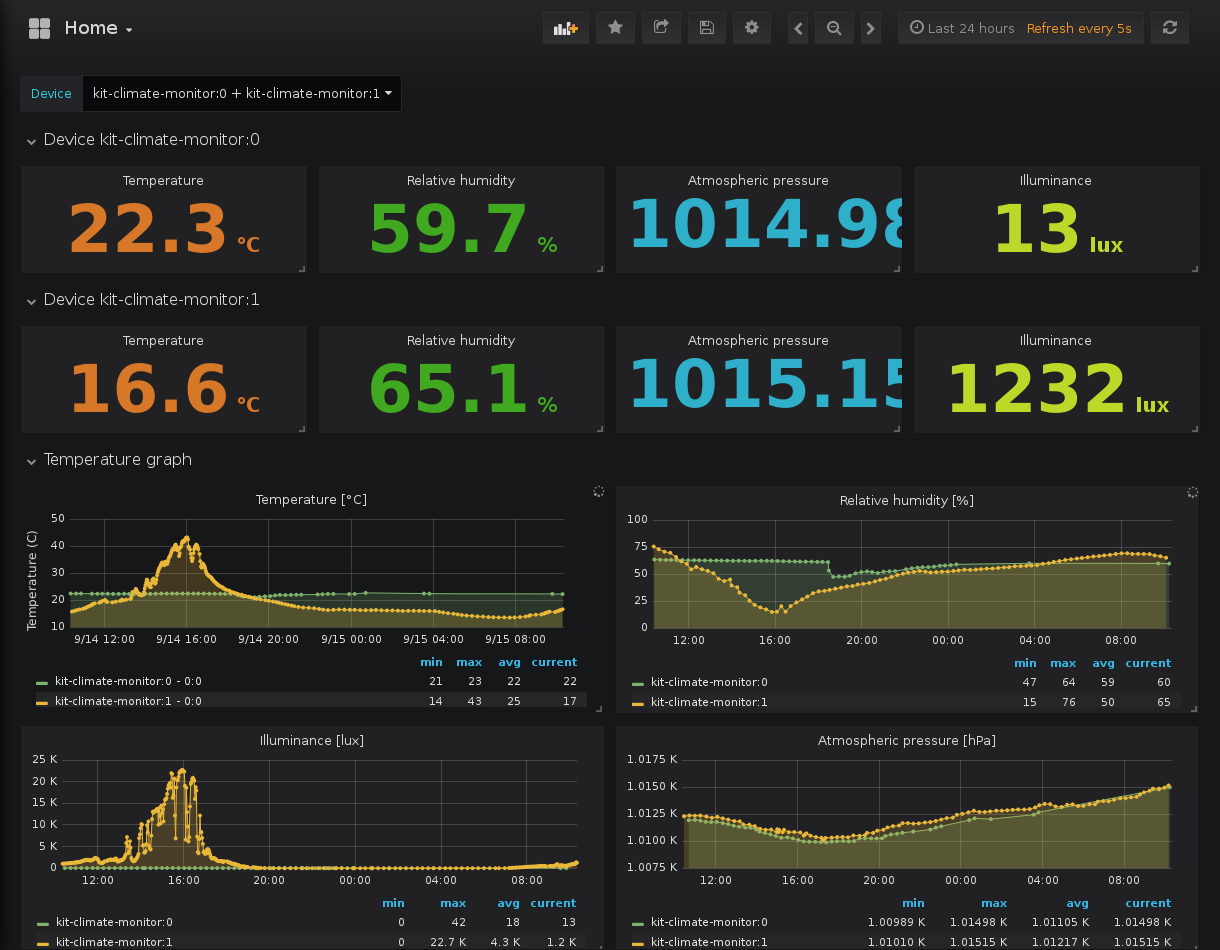 Home
Last 24 hours Refresh every 5s
Device kit-climate-monitor:0 + kit-climate-monitor:1
Device kit-climate-monitor:0
Temperature Relative humidity Atmospheric pressure Illuminance
22.3 °C 59.7 % 1014.98 13 lux
Device kit-climate-monitor:1
Temperature Relative humidity Atmospheric pressure Illuminance
16.6 °C 65.1 % 1015.15 1232 lux
Temperature graph
Temperature [°C]
Temperature (C)
50
40
30
20
10
9/14 12:00 9/14 16:00 9/14 20:00 9/15 00:00 9/15 04:00 9/15 08:00
min max avg current
kit-climate-monitor:0 - 0:0 21 23 22 22
kit-climate-monitor:1 - 0:0 14 43 25 17
Relative humidity [%]
100
75
50
25
0
12:00 16:00 20:00 00:00 04:00 08:00
min max avg current
kit-climate-monitor:0 47 64 59 60
kit-climate-monitor:1 15 76 50 65
Illuminance [lux]
25 K
20 K
15 K
10 K
5 K
0
12:00 16:00 20:00 00:00 04:00 08:00
min max avg current
kit-climate-monitor:0 0 42 18 13
kit-climate-monitor:1 0 22.7 K 4.3 K 1.2 K
Atmospheric pressure [hPa]
1.0175 K
1.0150 K
1.0125 K
1.0100 K
1.0075 K
12:00 16:00 20:00 00:00 04:00 08:00
min max avg current
kit-climate-monitor:0 1.00989 K 1.01498 K 1.01105 K 1.01498 K
kit-climate-monitor:1 1.01010 K 1.01515 K 1.01217 K 1.01515 K